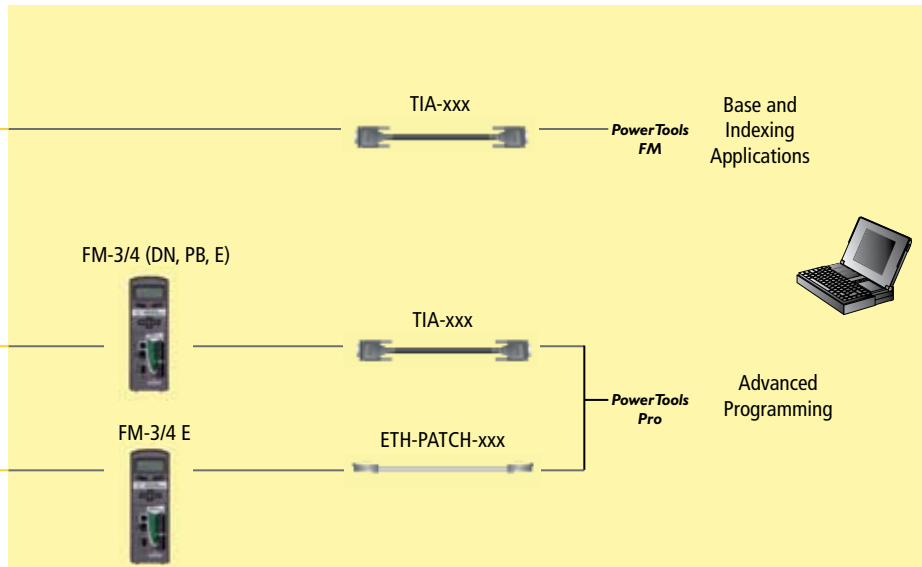 TIA-xxx
PowerTools
FM
Base and
Indexing
Applications
FM-3/4 (DN, PB, E)
TIA-xxx
PowerTools
Pro
Advanced
Programming
FM-3/4 E
ETH-PATCH-xxx